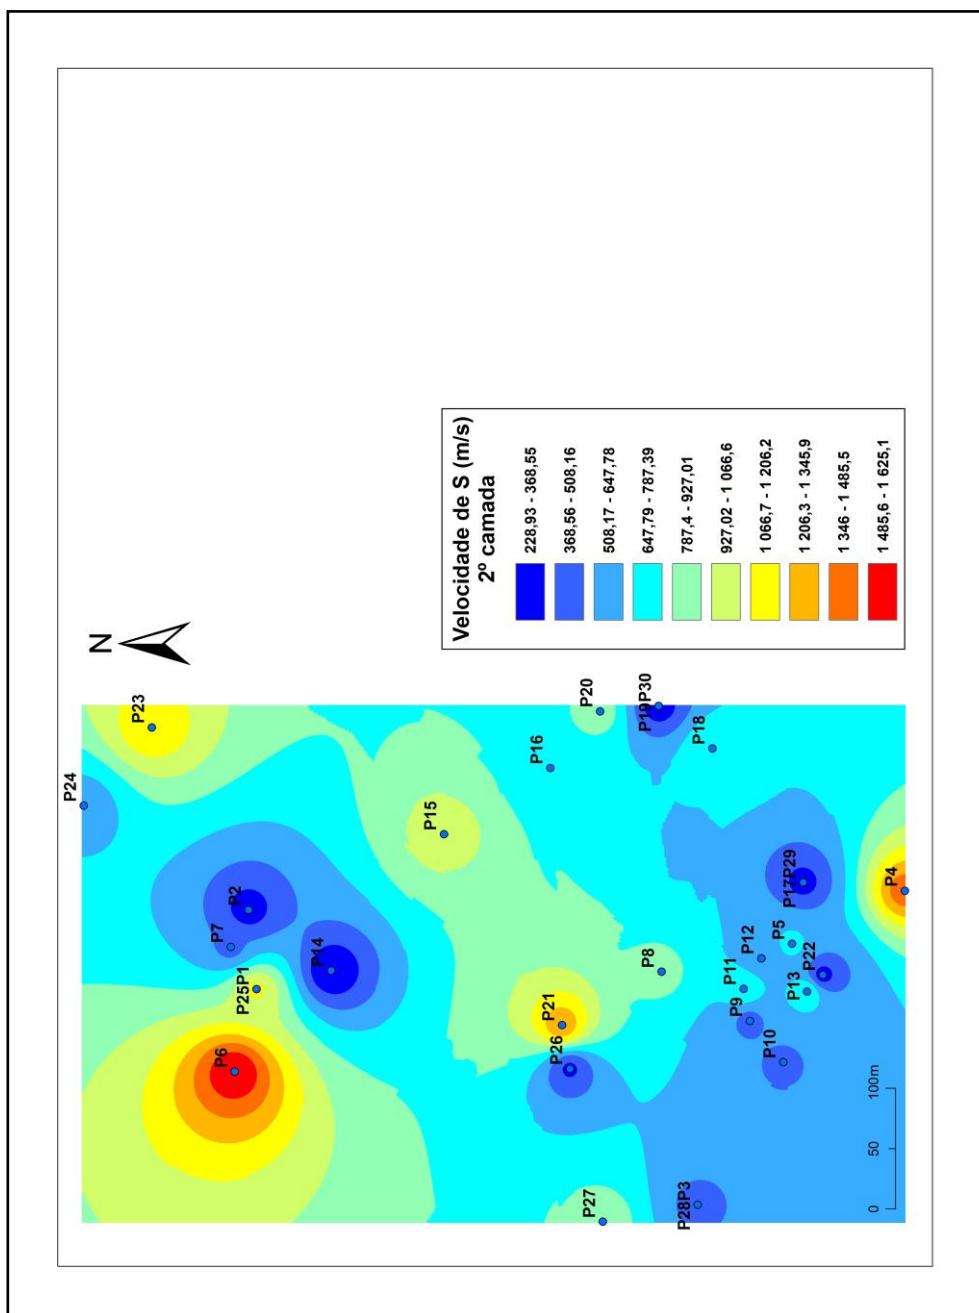 N
P24
P23
P2
P7
P14
P25P1
P6
P15
P16
P20
P19P30
P18
P21
P26
P8
P27
P28P3
P12
P11
P9
P10
P5
P13
P22
P17P29
P4
0 50 100m
Velocidade de S (m/s)
2º camada
228,93 - 368,55
368,56 - 508,16
508,17 - 647,78
647,79 - 787,39
787,4 - 927,01
927,02 - 1 066,6
1 066,7 - 1 206,2
1 206,3 - 1 345,9
1 346 - 1 485,5
1 485,6 - 1 625,1